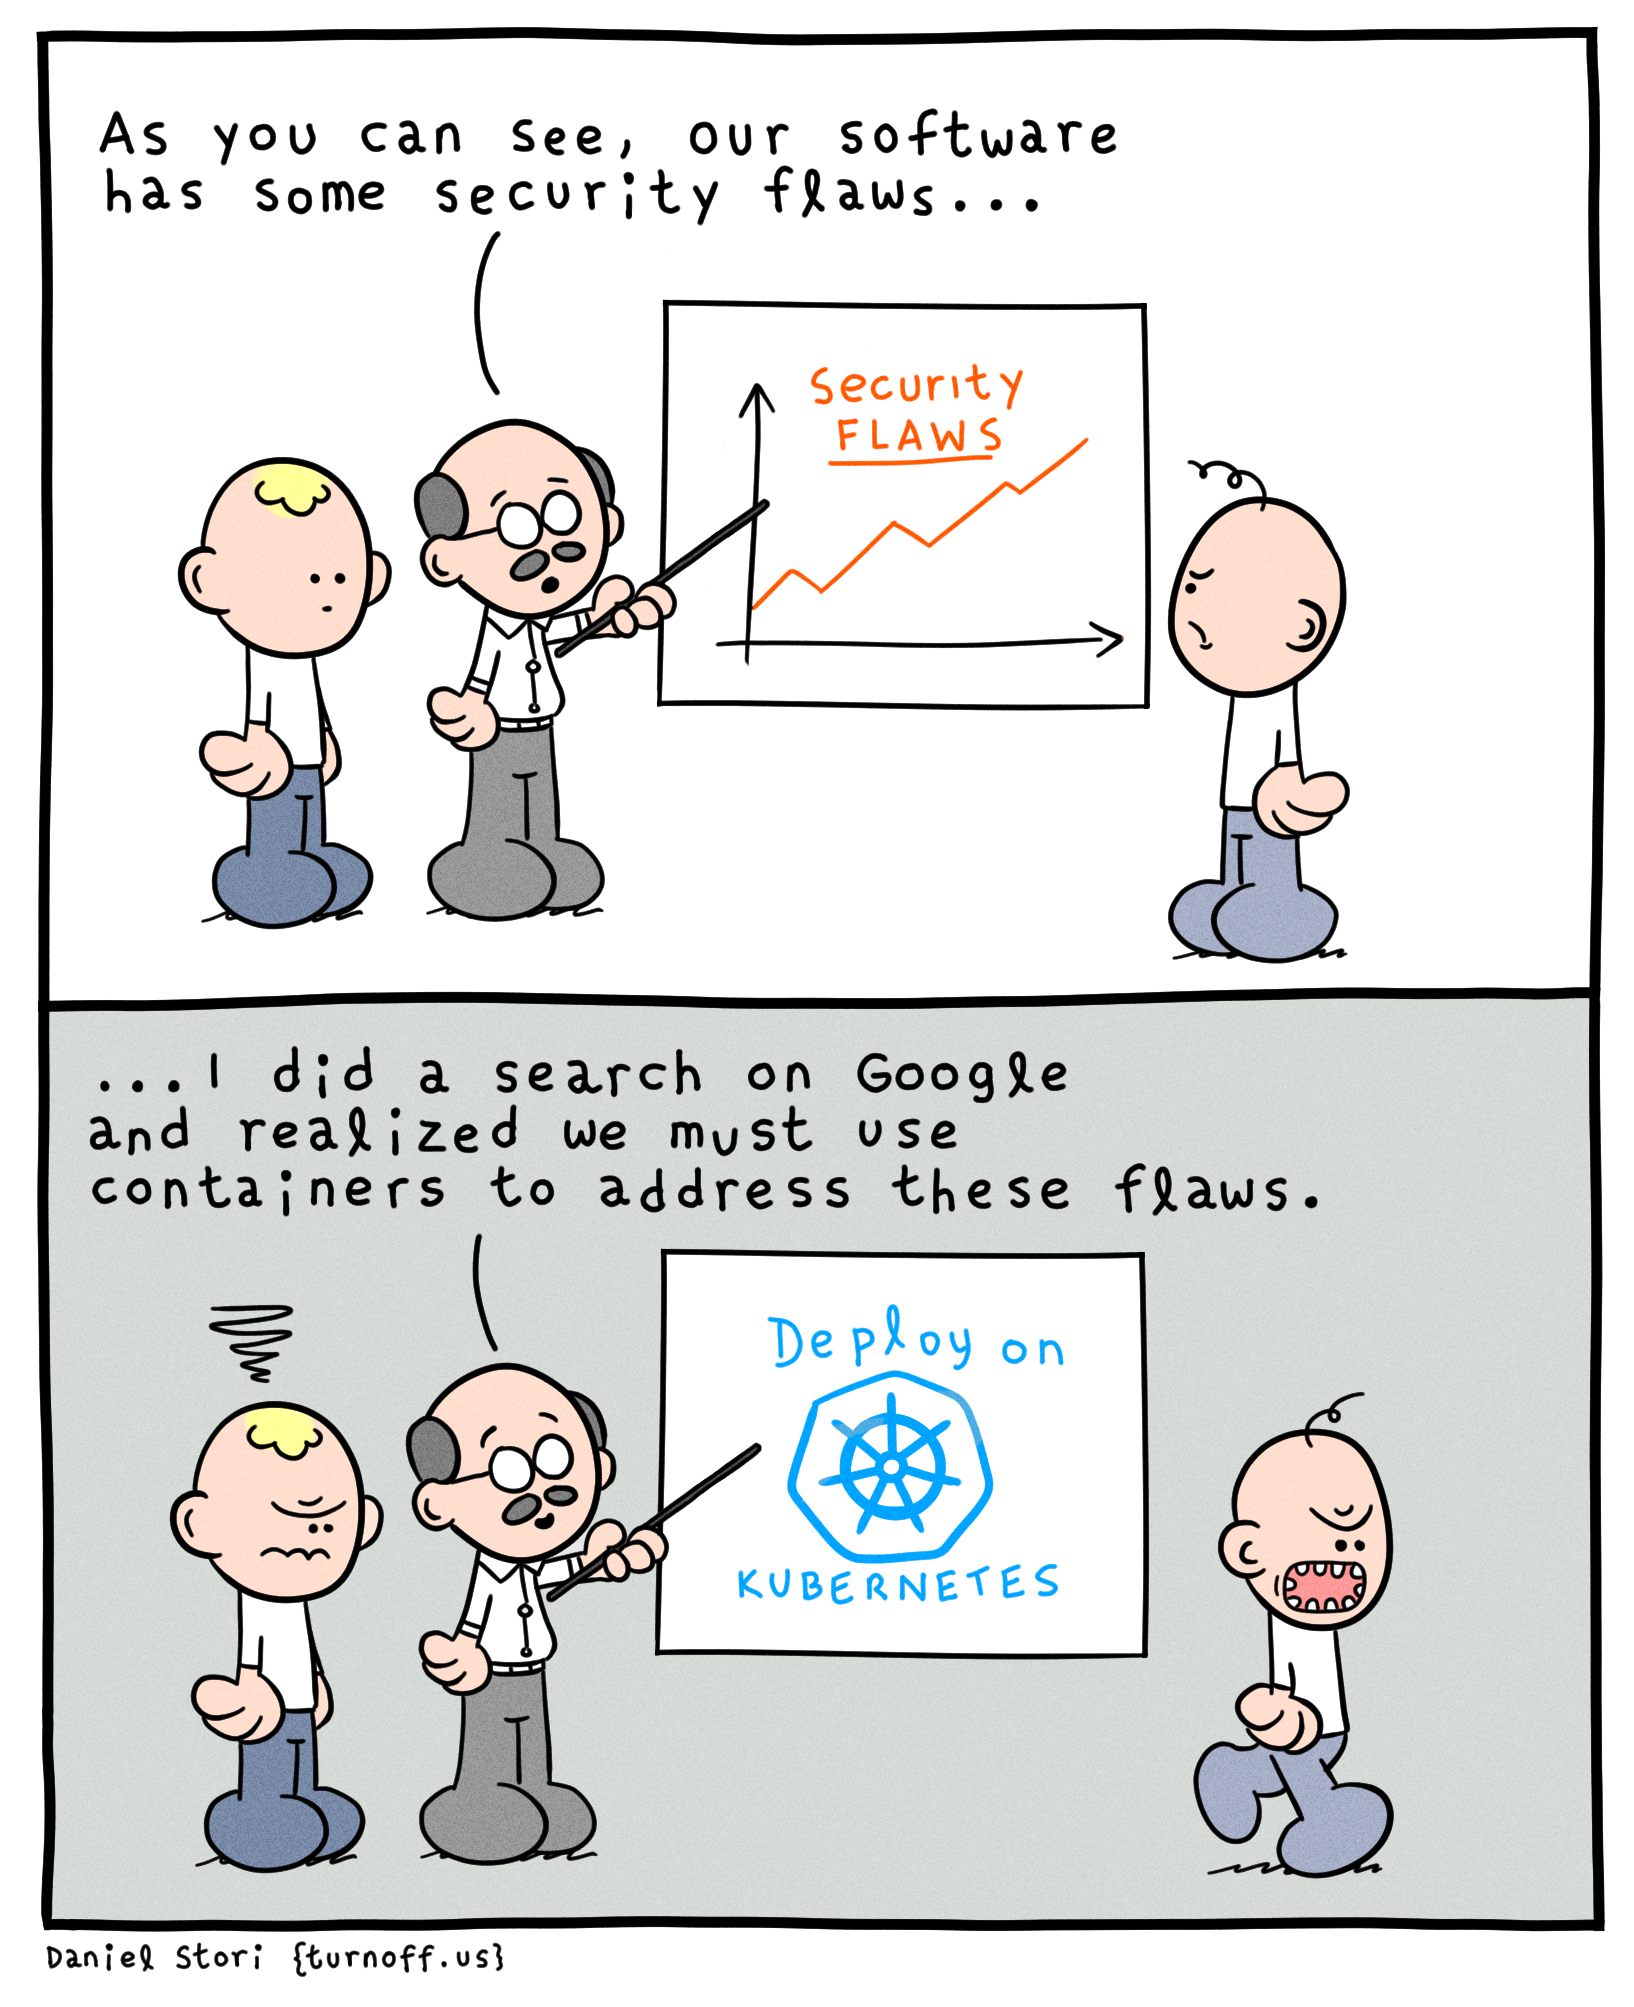 As you can see, our software
has some security flaws...
Security
FLAWS
...I did a search on Google
and realized we must use
containers to address these flaws.
Deploy on
KUBERNETES
Daniel Stori {turnoff.us}